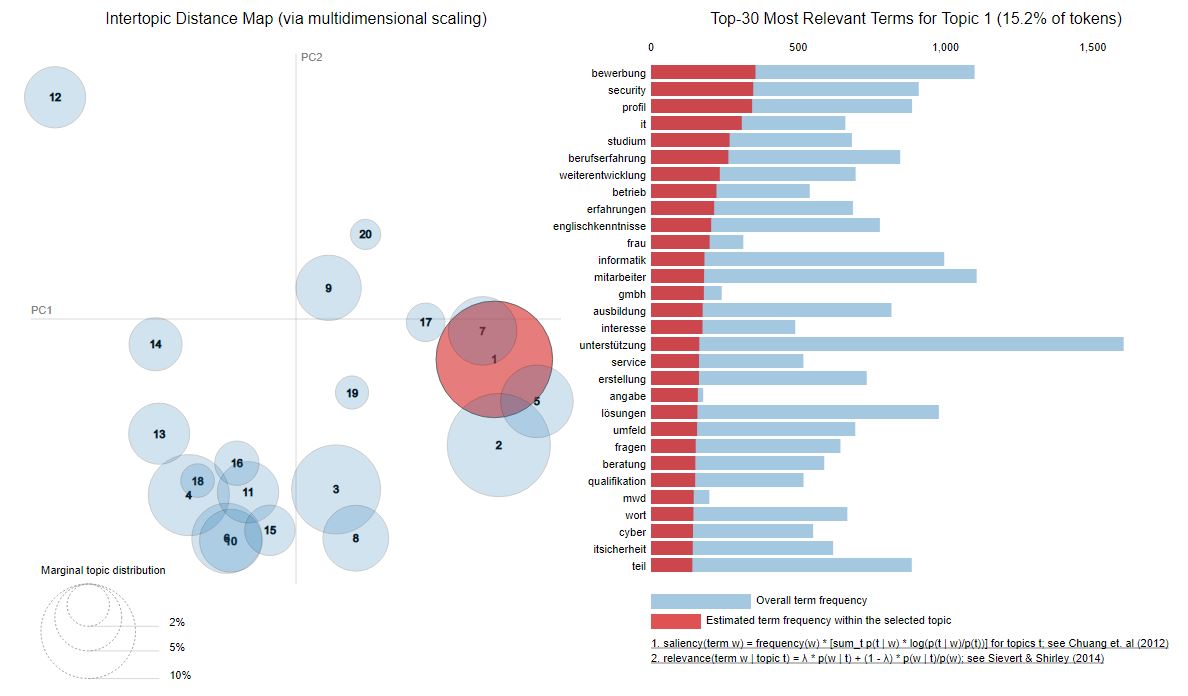 Intertopic Distance Map (via multidimensional scaling)
PC2
PC1
12
20
9
17
7
1
14
19
5
2
13
16
18
4
11
3
6
10
15
8
Marginal topic distribution
2%
5%
10%
Top-30 Most Relevant Terms for Topic 1 (15.2% of tokens)
0 500 1,000 1,500
bewerbung
security
profil
it
studium
berufserfahrung
weiterentwicklung
betrieb
erfahrungen
englischkenntnisse
frau
informatik
mitarbeiter
gmbh
ausbildung
interesse
unterstützung
service
erstellung
angabe
lösungen
umfeld
fragen
beratung
qualifikation
mwd
wort
cyber
itsicherheit
teil
Overall term frequency
Estimated term frequency within the selected topic
1. saliency(term w) = frequency(w) * [sum_t p(t | w) * log(p(t | w)/p(t))] for topics t; see Chuang et. al (2012)
2. relevance(term w | topic t) = λ * p(w | t) + (1 - λ) * p(w | t)/p(w); see Sievert & Shirley (2014)